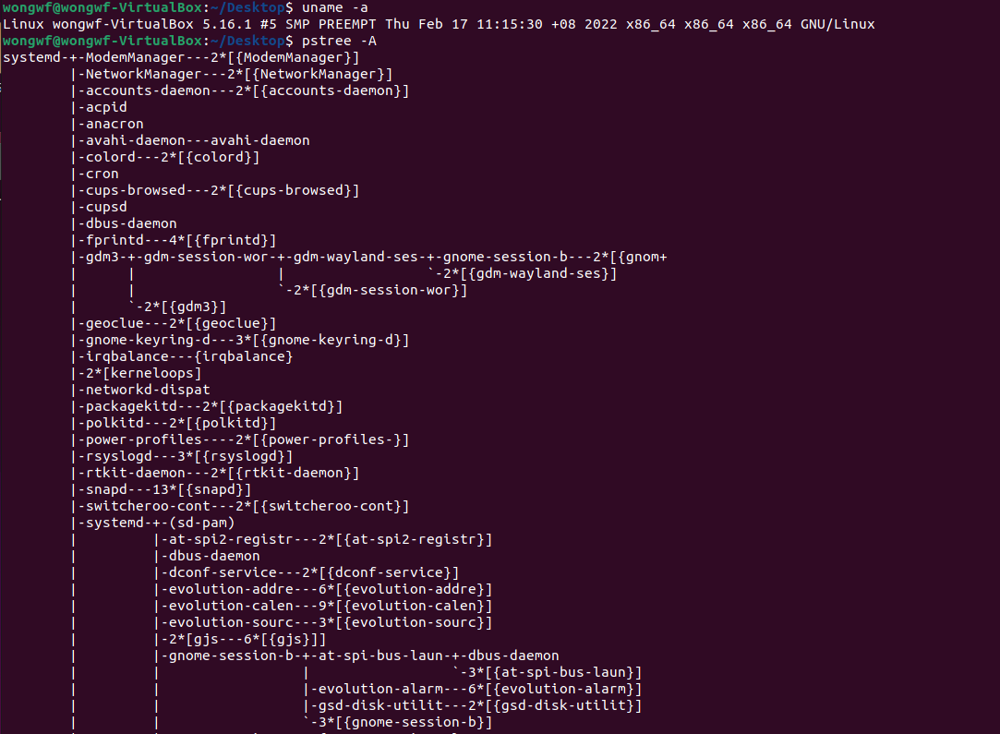 wongwf@wongwf-VirtualBox:~/Desktop$ uname -a
Linux wongwf-VirtualBox 5.16.1 #5 SMP PREEMPT Thu Feb 17 11:15:30 +08 2022 x86_64 x86_64 x86_64 GNU/Linux
wongwf@wongwf-VirtualBox:~/Desktop$ pstree -A
systemd-+-ModemManager---2*[{ModemManager}]
        |-NetworkManager---2*[{NetworkManager}]
        |-accounts-daemon---2*[{accounts-daemon}]
        |-acpid
        |-anacron
        |-avahi-daemon---avahi-daemon
        |-colord---2*[{colord}]
        |-cron
        |-cups-browsed---2*[{cups-browsed}]
        |-cupsd
        |-dbus-daemon
        |-fprintd---4*[{fprintd}]
        |-gdm3-+-gdm-session-wor-+-gdm-wayland-ses-+-gnome-session-b---2*[{gnom+
        |      |                 |                 `-2*[{gdm-wayland-ses}]
        |      |                 `-2*[{gdm-session-wor}]
        |      `-2*[{gdm3}]
        |-geoclue---2*[{geoclue}]
        |-gnome-keyring-d---3*[{gnome-keyring-d}]
        |-irqbalance---{irqbalance}
        |-2*[kerneloops]
        |-networkd-dispat
        |-packagekitd---2*[{packagekitd}]
        |-polkitd---2*[{polkitd}]
        |-power-profiles----2*[{power-profiles-}]
        |-rsyslogd---3*[{rsyslogd}]
        |-rtkit-daemon---2*[{rtkit-daemon}]
        |-snapd---13*[{snapd}]
        |-switcheroo-cont---2*[{switcheroo-cont}]
        |-systemd-+-(sd-pam)
        |         |-at-spi2-registr---2*[{at-spi2-registr}]
        |         |-dbus-daemon
        |         |-dconf-service---2*[{dconf-service}]
        |         |-evolution-addre---6*[{evolution-addre}]
        |         |-evolution-calen---9*[{evolution-calen}]
        |         |-evolution-sourc---3*[{evolution-sourc}]
        |         |-2*[gjs---6*[{gjs}]]
        |         |-gnome-session-b-+-at-spi-bus-laun-+-dbus-daemon
        |         |                 |                 `-3*[{at-spi-bus-laun}]
        |         |                 |-evolution-alarm---6*[{evolution-alarm}]
        |         |                 |-gsd-disk-utilit---2*[{gsd-disk-utilit}]
        |         |                 `-3*[{gnome-session-b}]